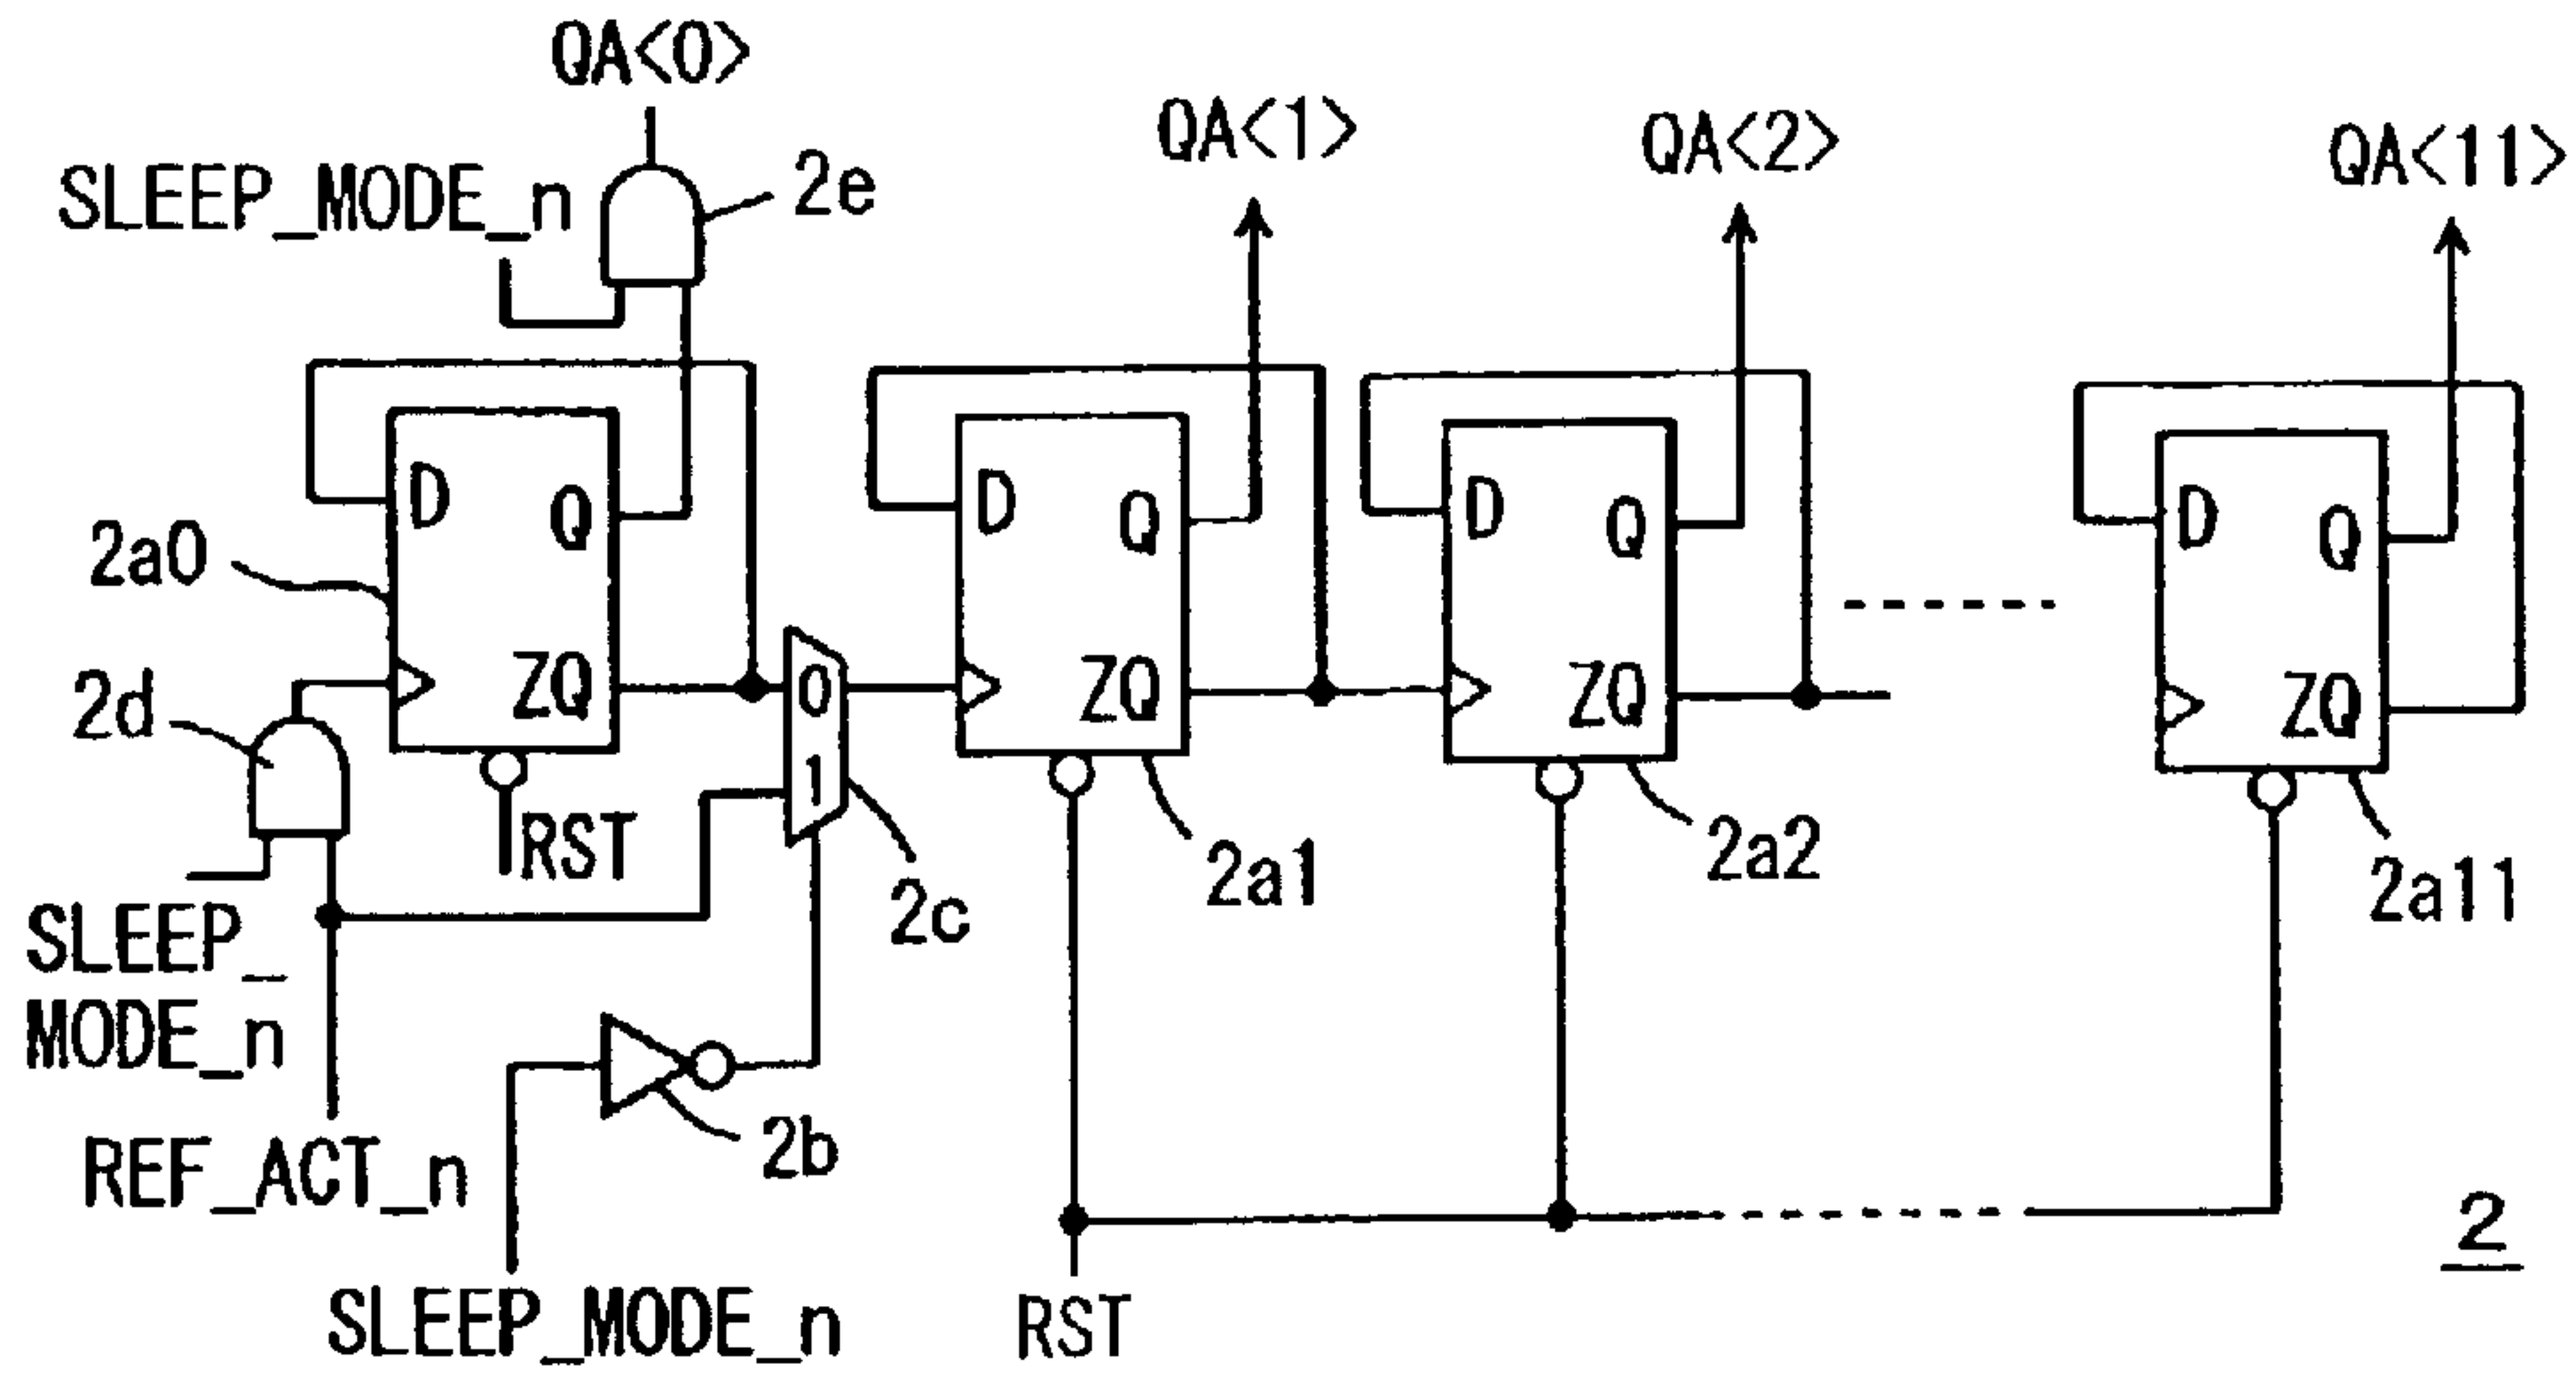 QA<0>
QA<1>
QA<2>
QA<11>
SLEEP_MODE_n
2e
D
Q
ZQ
D
Q
ZQ
D
Q
ZQ
D
Q
ZQ
2a0
2d
0
1
RST
2c
2a1
2a2
2a11
SLEEP_
MODE_n
REF_ACT_n
2b
SLEEP_MODE_n
RST
2